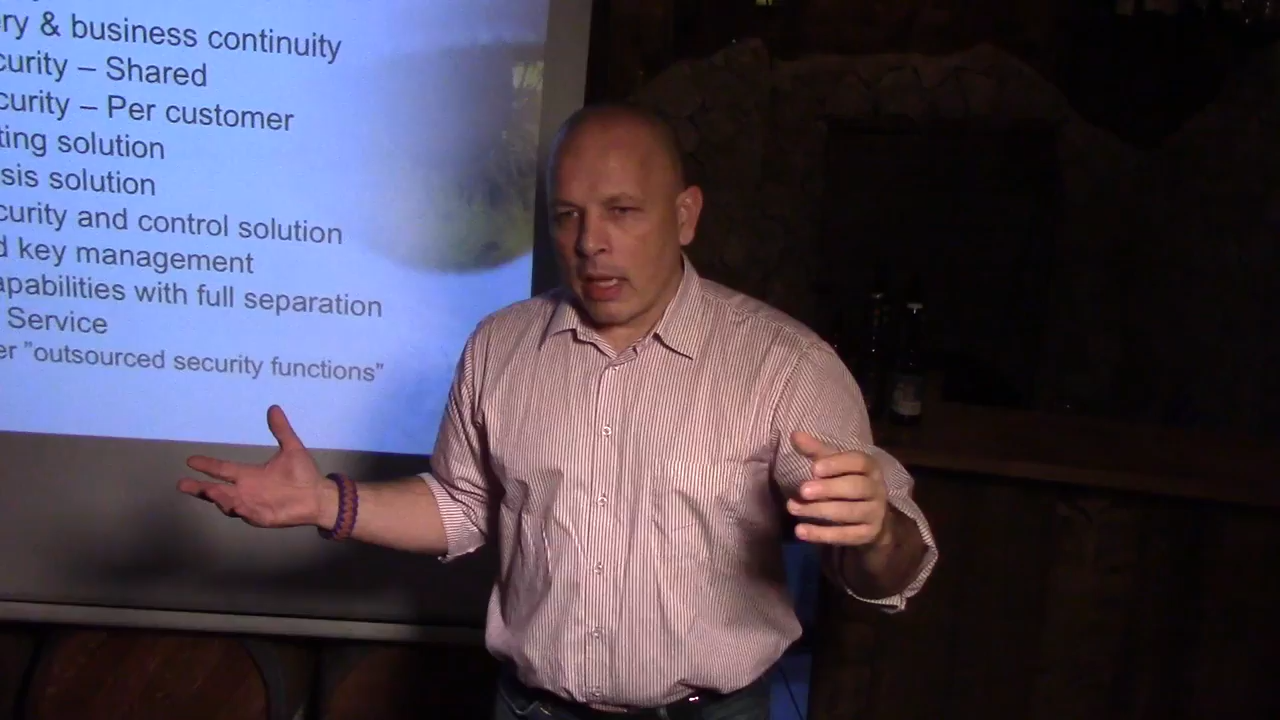 ry & business continuity
curity – Shared
curity – Per customer
ting solution
sis solution
curity and control solution
d key management
apabilities with full separation
Service
er ”outsourced security functions”